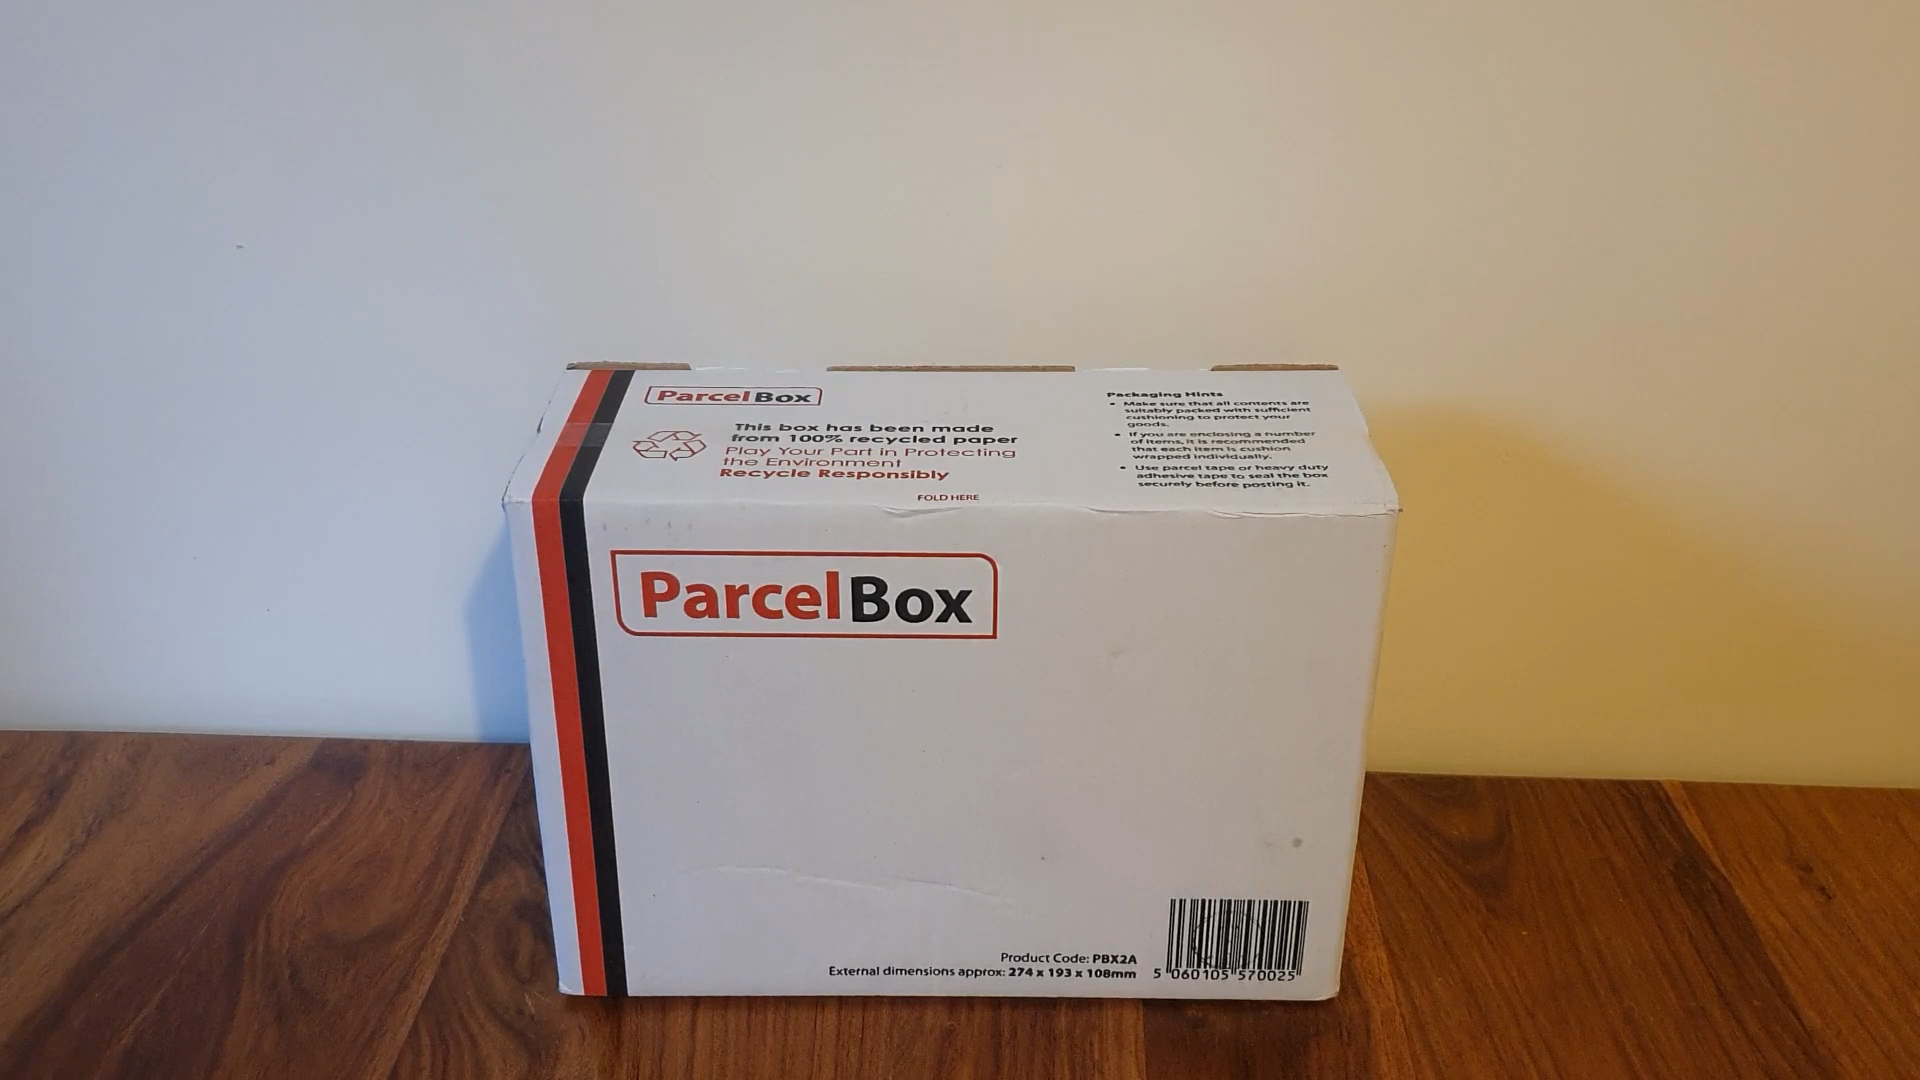 ParcelBox
This box has been made
from 100% recycled paper
Play Your Part in Protecting
the Environment
Recycle Responsibly
FOLD HERE
Packaging Hints
• Make sure that all contents are
suitably packed with sufficient
cushioning to protect your
goods.
• If you are enclosing a number
of items, it is recommended
that each item is cushion
wrapped individually.
• Use parcel tape or heavy duty
adhesive tape to seal the box
securely before posting it.
ParcelBox
Product Code: PBX2A
External dimensions approx: 274 x 193 x 108mm
5 060105 570025